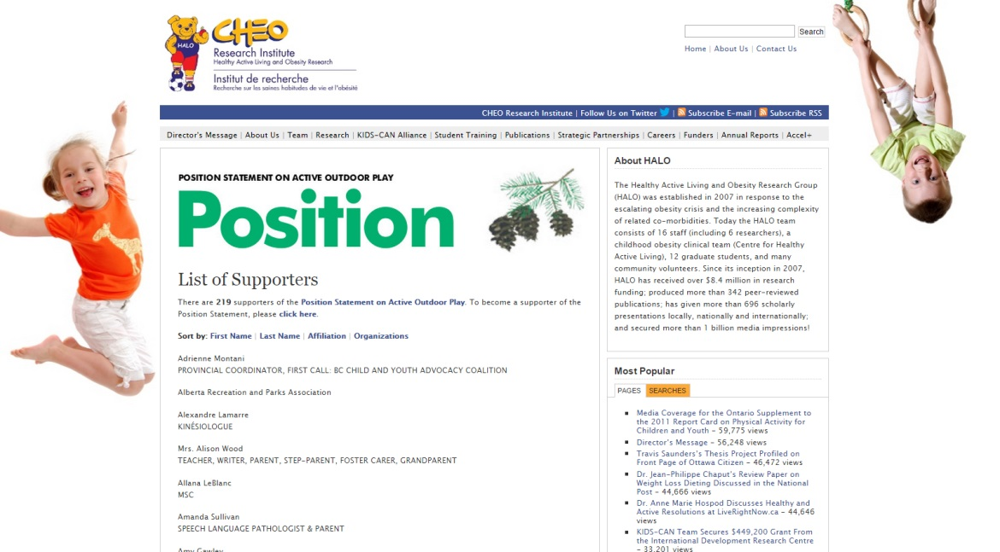 HALO
CHEO
Research Institute
Healthy Active Living and Obesity Research
Institut de recherche
Recherche sur les saines habitudes de vie et l'obésité
Search
Home | About Us | Contact Us
CHEO Research Institute | Follow Us on Twitter | Subscribe E-mail | Subscribe RSS
Director's Message | About Us | Team | Research | KIDS-CAN Alliance | Student Training | Publications | Strategic Partnerships | Careers | Funders | Annual Reports | Accel+
POSITION STATEMENT ON ACTIVE OUTDOOR PLAY
Position
List of Supporters
There are 219 supporters of the Position Statement on Active Outdoor Play. To become a supporter of the
Position Statement, please click here.
Sort by: First Name | Last Name | Affiliation | Organizations
Adrienne Montani
PROVINCIAL COORDINATOR, FIRST CALL: BC CHILD AND YOUTH ADVOCACY COALITION
Alberta Recreation and Parks Association
Alexandre Lamarre
KINÉSIOLOGUE
Mrs. Alison Wood
TEACHER, WRITER, PARENT, STEP-PARENT, FOSTER CARER, GRANDPARENT
Allana LeBlanc
MSC
Amanda Sullivan
SPEECH LANGUAGE PATHOLOGIST & PARENT
Amy Gawley
About HALO
The Healthy Active Living and Obesity Research Group
(HALO) was established in 2007 in response to the
escalating obesity crisis and the increasing complexity
of related co-morbidities. Today the HALO team
consists of 16 staff (including 6 researchers), a
childhood obesity clinical team (Centre for Healthy
Active Living), 12 graduate students, and many
community volunteers. Since its inception in 2007,
HALO has received over $8.4 million in research
funding; produced more than 342 peer-reviewed
publications; has given more than 696 scholarly
presentations locally, nationally and internationally;
and secured more than 1 billion media impressions!
Most Popular
PAGES SEARCHES
Media Coverage for the Ontario Supplement to
the 2011 Report Card on Physical Activity for
Children and Youth - 59,775 views
Director's Message - 56,248 views
Travis Saunders's Thesis Project Profiled on
Front Page of Ottawa Citizen - 46,472 views
Dr. Jean-Philippe Chaput's Review Paper on
Weight Loss Dieting Discussed in the National
Post - 44,666 views
Dr. Anne Marie Hospod Discusses Healthy and
Active Resolutions at LiveRightNow.ca - 44,646
views
KIDS-CAN Team Secures $449,200 Grant From
the International Development Research Centre
- 33,201 views